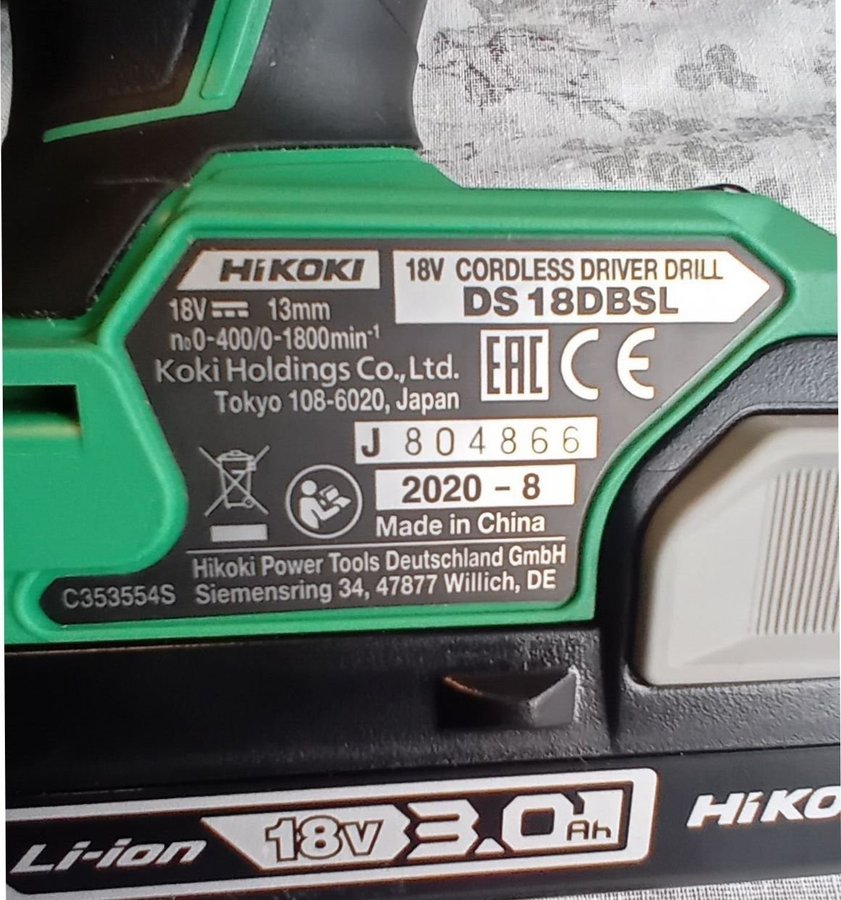 HiKOKI
18V CORDLESS DRIVER DRILL
DS 18DBSL
18V⎓ 13mm
n₀0-400/0-1800min⁻¹
Koki Holdings Co.,Ltd.
Tokyo 108-6020, Japan
EAC CE
J 804866
2020 - 8
Made in China
Hikoki Power Tools Deutschland GmbH
Siemensring 34, 47877 Willich, DE
C353554S
Li-ion 18V 3.0Ah HiKO